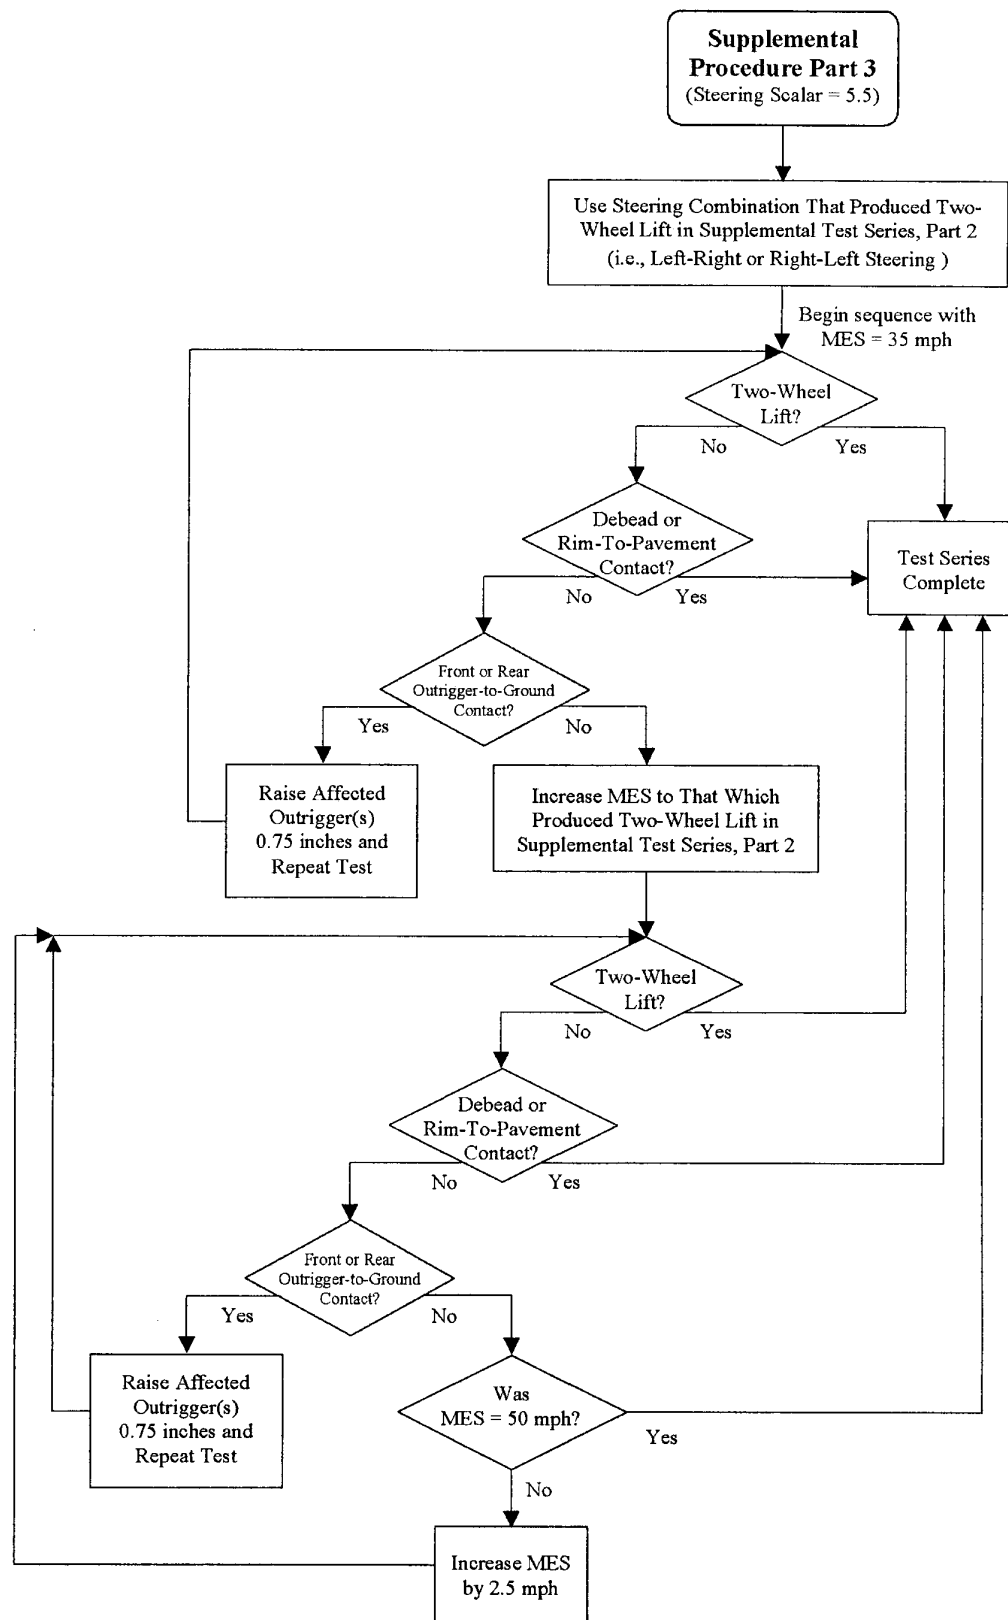 Supplemental
Procedure Part 3
(Steering Scalar = 5.5)
Use Steering Combination That Produced Two-
Wheel Lift in Supplemental Test Series, Part 2
(i.e., Left-Right or Right-Left Steering )
Begin sequence with
MES = 35 mph
Two-Wheel
Lift?
No
Yes
Debead or
Rim-To-Pavement
Contact?
Test Series
Complete
No
Yes
Front or Rear
Outrigger-to-Ground
Contact?
Yes
No
Raise Affected
Outrigger(s)
0.75 inches and
Repeat Test
Increase MES to That Which
Produced Two-Wheel Lift in
Supplemental Test Series, Part 2
Two-Wheel
Lift?
No
Yes
Debead or
Rim-To-Pavement
Contact?
No
Yes
Front or Rear
Outrigger-to-Ground
Contact?
Yes
No
Raise Affected
Outrigger(s)
0.75 inches and
Repeat Test
Was
MES = 50 mph?
Yes
No
Increase MES
by 2.5 mph